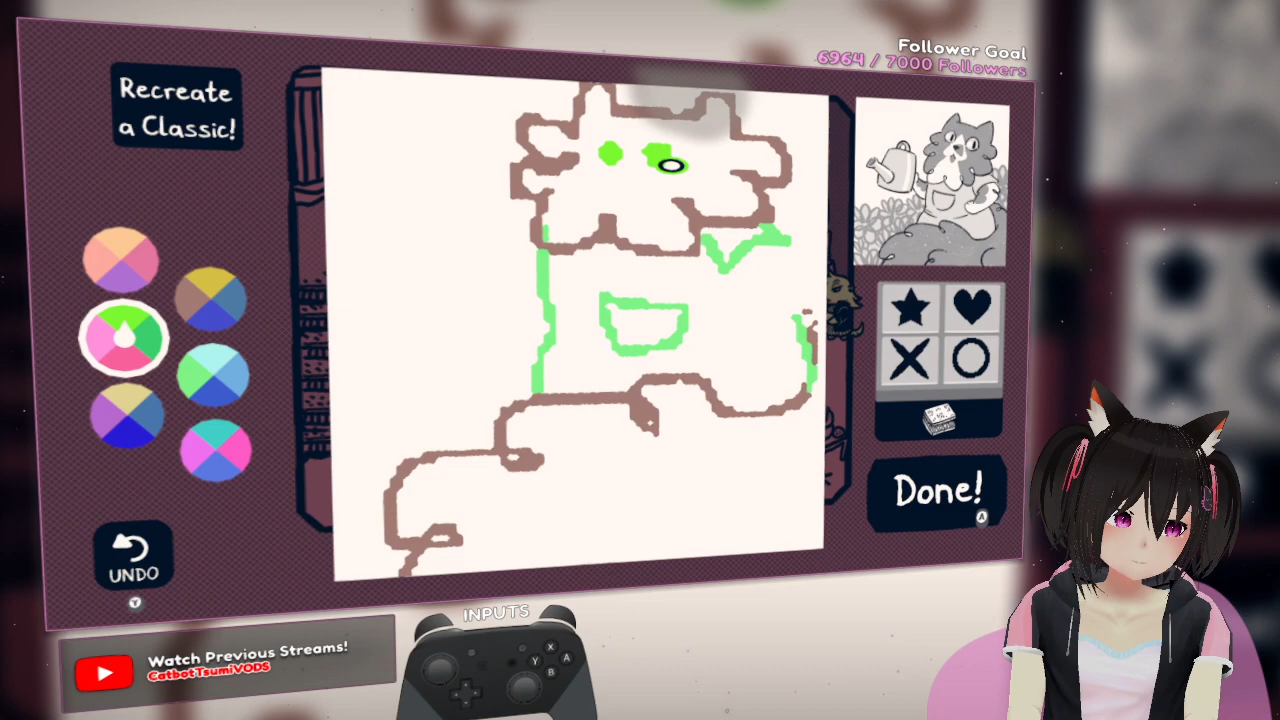 Follower Goal
6964 / 7000 Followers
Recreate
a Classic!
Done!
A
UNDO
Y
INPUTS
X
Y
A
B
Watch Previous Streams!
CatbotTsumiVODS